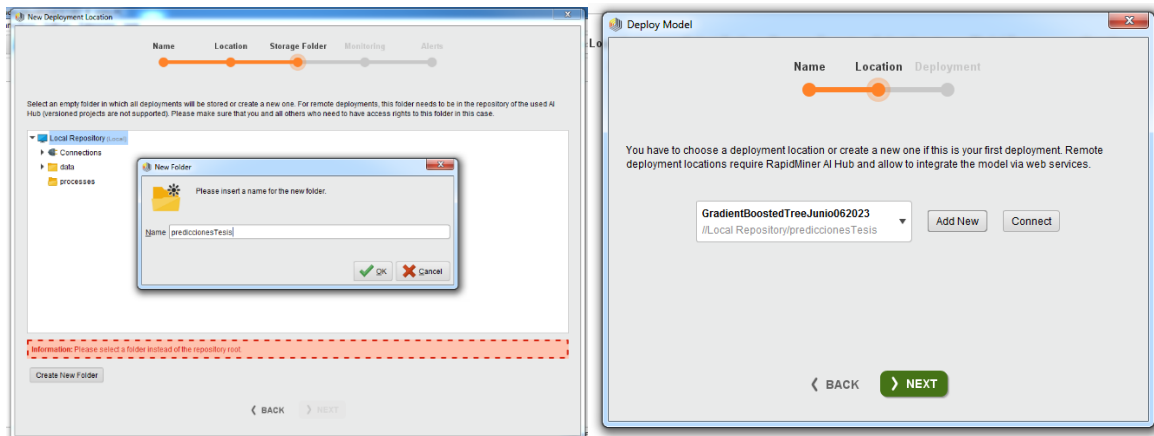 New Deployment Location
Name Location Storage Folder Monitoring Alerts
Select an empty folder in which all deployments will be stored or create a new one. For remote deployments, this folder needs to be in the repository of the used AI
Hub (versioned projects are not supported). Please make sure that you and all others who need to have access rights to this folder in this case.
Local Repository (Local)
Connections
data
processes
New Folder
Please insert a name for the new folder.
Name prediccionesTesis
OK Cancel
Information: Please select a folder instead of the repository root.
Create New Folder
BACK NEXT
Lo
Deploy Model
Name Location Deployment
You have to choose a deployment location or create a new one if this is your first deployment. Remote
deployment locations require RapidMiner AI Hub and allow to integrate the model via web services.
GradientBoostedTreeJunio062023
//Local Repository/prediccionesTesis
Add New Connect
BACK NEXT